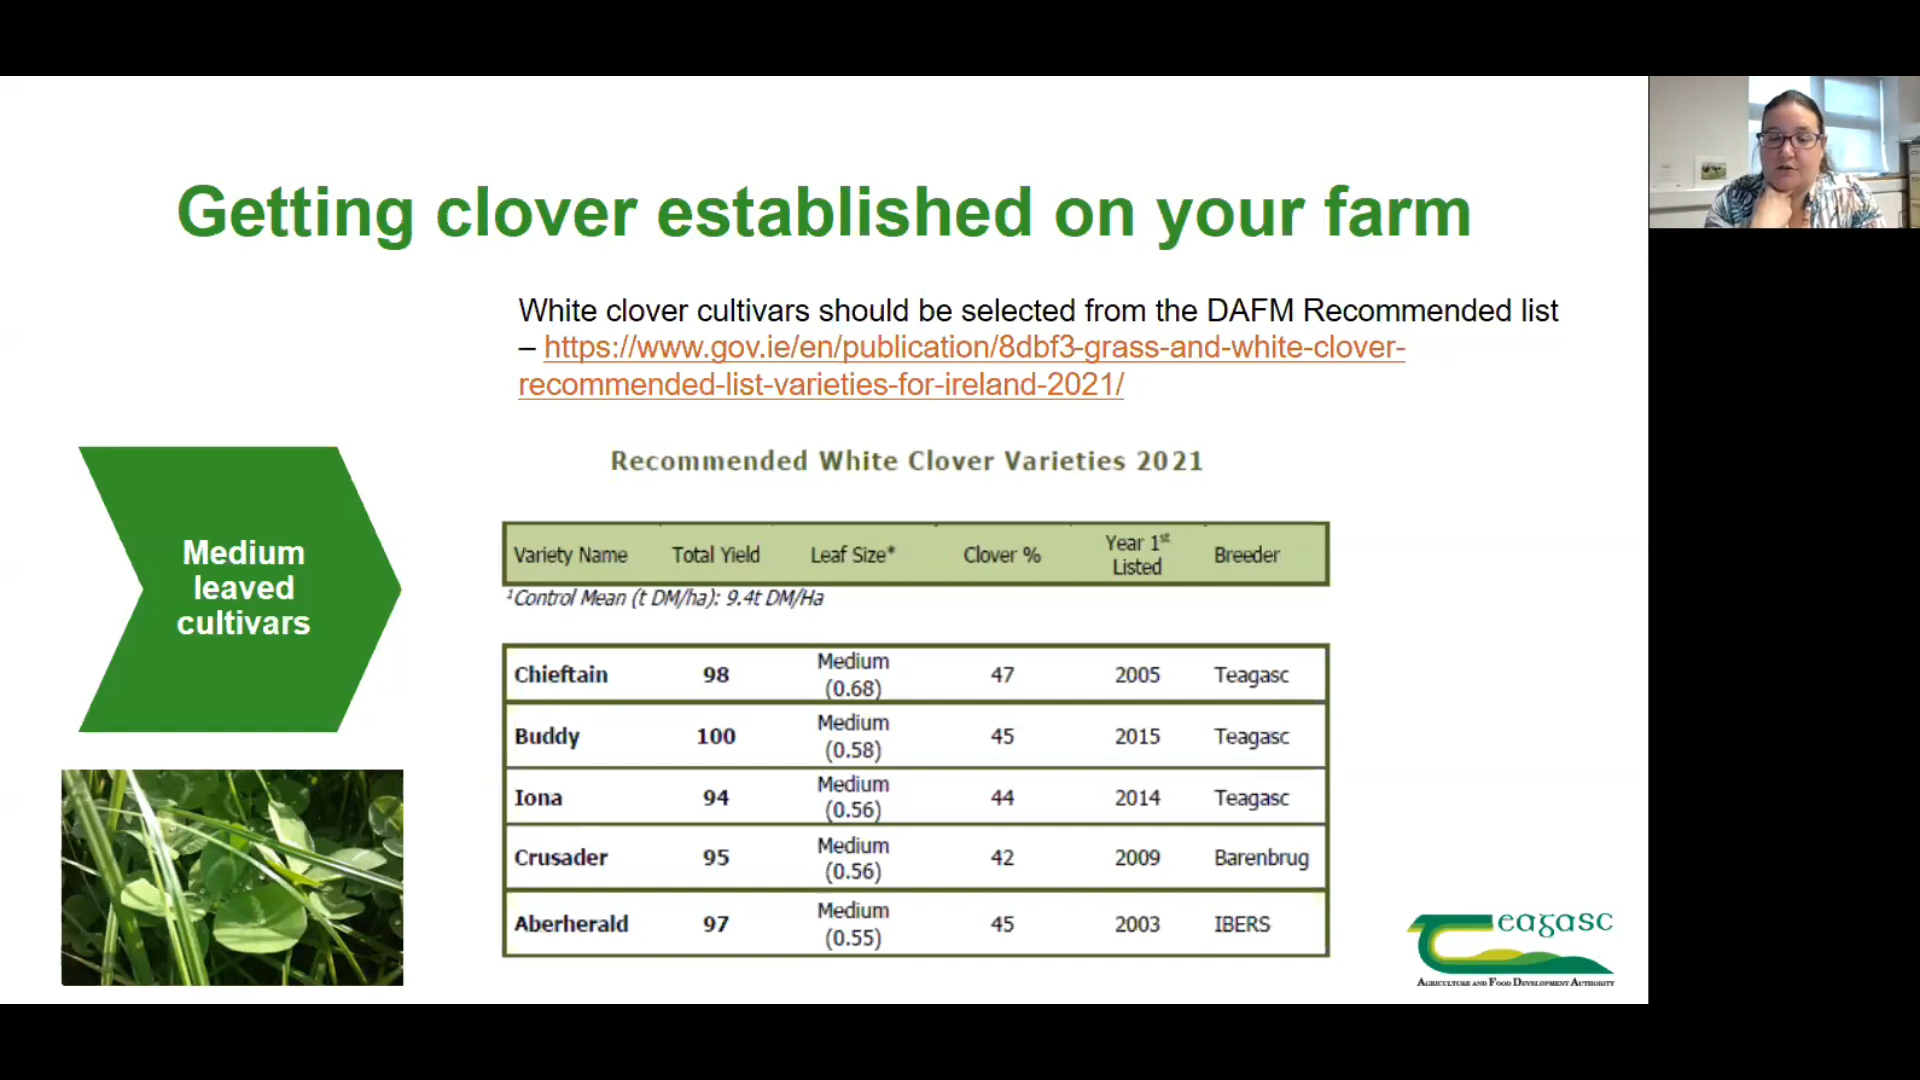 Getting clover established on your farm
White clover cultivars should be selected from the DAFM Recommended list
– https://www.gov.ie/en/publication/8dbf3-grass-and-white-clover-
recommended-list-varieties-for-ireland-2021/
Medium
leaved
cultivars
Recommended White Clover Varieties 2021
Variety Name Total Yield Leaf Size* Clover % Year 1st Listed Breeder
¹Control Mean (t DM/ha): 9.4t DM/Ha
Chieftain 98 Medium (0.68) 47 2005 Teagasc
Buddy 100 Medium (0.58) 45 2015 Teagasc
Iona 94 Medium (0.56) 44 2014 Teagasc
Crusader 95 Medium (0.56) 42 2009 Barenbrug
Aberherald 97 Medium (0.55) 45 2003 IBERS
Teagasc
Agriculture and Food Development Authority